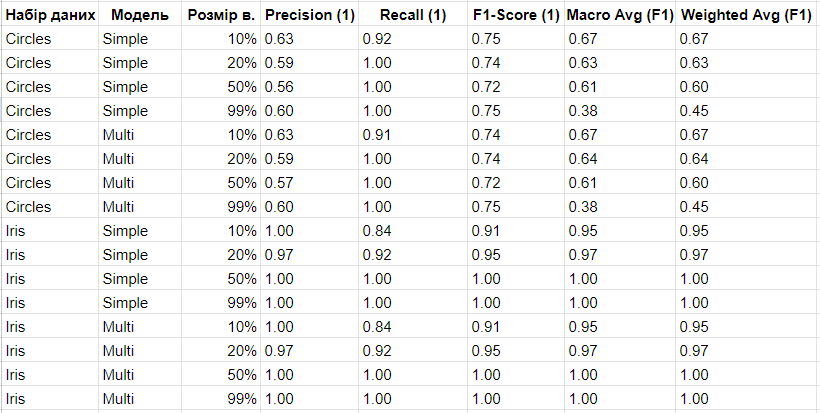 Набір даних Модель Розмір в. Precision (1) Recall (1) F1-Score (1) Macro Avg (F1) Weighted Avg (F1)
Circles Simple 10% 0.63 0.92 0.75 0.67 0.67
Circles Simple 20% 0.59 1.00 0.74 0.63 0.63
Circles Simple 50% 0.56 1.00 0.72 0.61 0.60
Circles Simple 99% 0.60 1.00 0.75 0.38 0.45
Circles Multi 10% 0.63 0.91 0.74 0.67 0.67
Circles Multi 20% 0.59 1.00 0.74 0.64 0.64
Circles Multi 50% 0.57 1.00 0.72 0.61 0.60
Circles Multi 99% 0.60 1.00 0.75 0.38 0.45
Iris Simple 10% 1.00 0.84 0.91 0.95 0.95
Iris Simple 20% 0.97 0.92 0.95 0.97 0.97
Iris Simple 50% 1.00 1.00 1.00 1.00 1.00
Iris Simple 99% 1.00 1.00 1.00 1.00 1.00
Iris Multi 10% 1.00 0.84 0.91 0.95 0.95
Iris Multi 20% 0.97 0.92 0.95 0.97 0.97
Iris Multi 50% 1.00 1.00 1.00 1.00 1.00
Iris Multi 99% 1.00 1.00 1.00 1.00 1.00